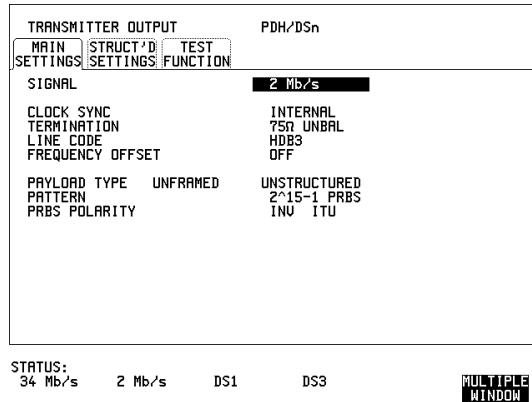 TRANSMITTER OUTPUT PDH/DSn
MAIN SETTINGS STRUCT'D SETTINGS TEST FUNCTION
SIGNAL 2 Mb/s
CLOCK SYNC INTERNAL
TERMINATION 75Ω UNBAL
LINE CODE HDB3
FREQUENCY OFFSET OFF
PAYLOAD TYPE UNFRAMED UNSTRUCTURED
PATTERN 2^15-1 PRBS
PRBS POLARITY INV ITU
STATUS:
34 Mb/s 2 Mb/s DS1 DS3
MULTIPLE
WINDOW